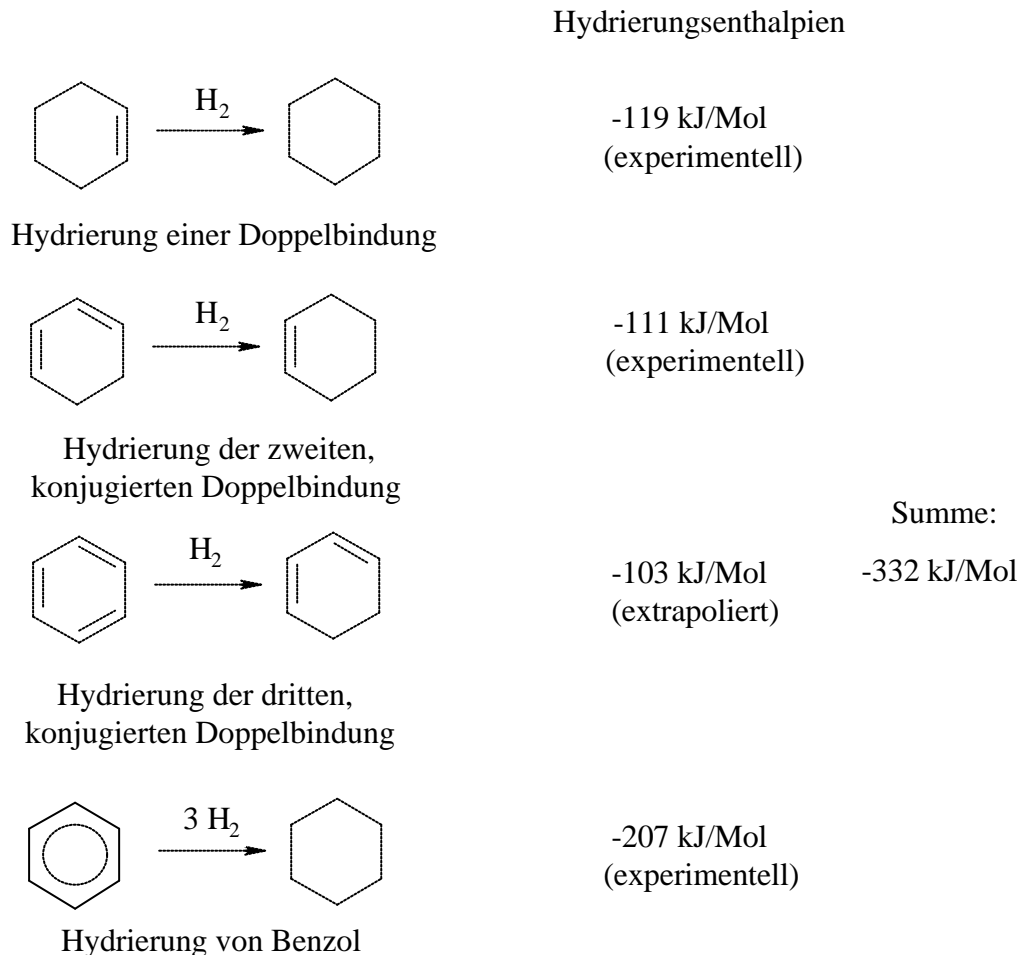 Hydrierungsenthalpien
H2
-119 kJ/Mol
(experimentell)
Hydrierung einer Doppelbindung
H2
-111 kJ/Mol
(experimentell)
Hydrierung der zweiten,
konjugierten Doppelbindung
Summe:
H2
-103 kJ/Mol
-332 kJ/Mol
(extrapoliert)
Hydrierung der dritten,
konjugierten Doppelbindung
3 H2
-207 kJ/Mol
(experimentell)
Hydrierung von Benzol